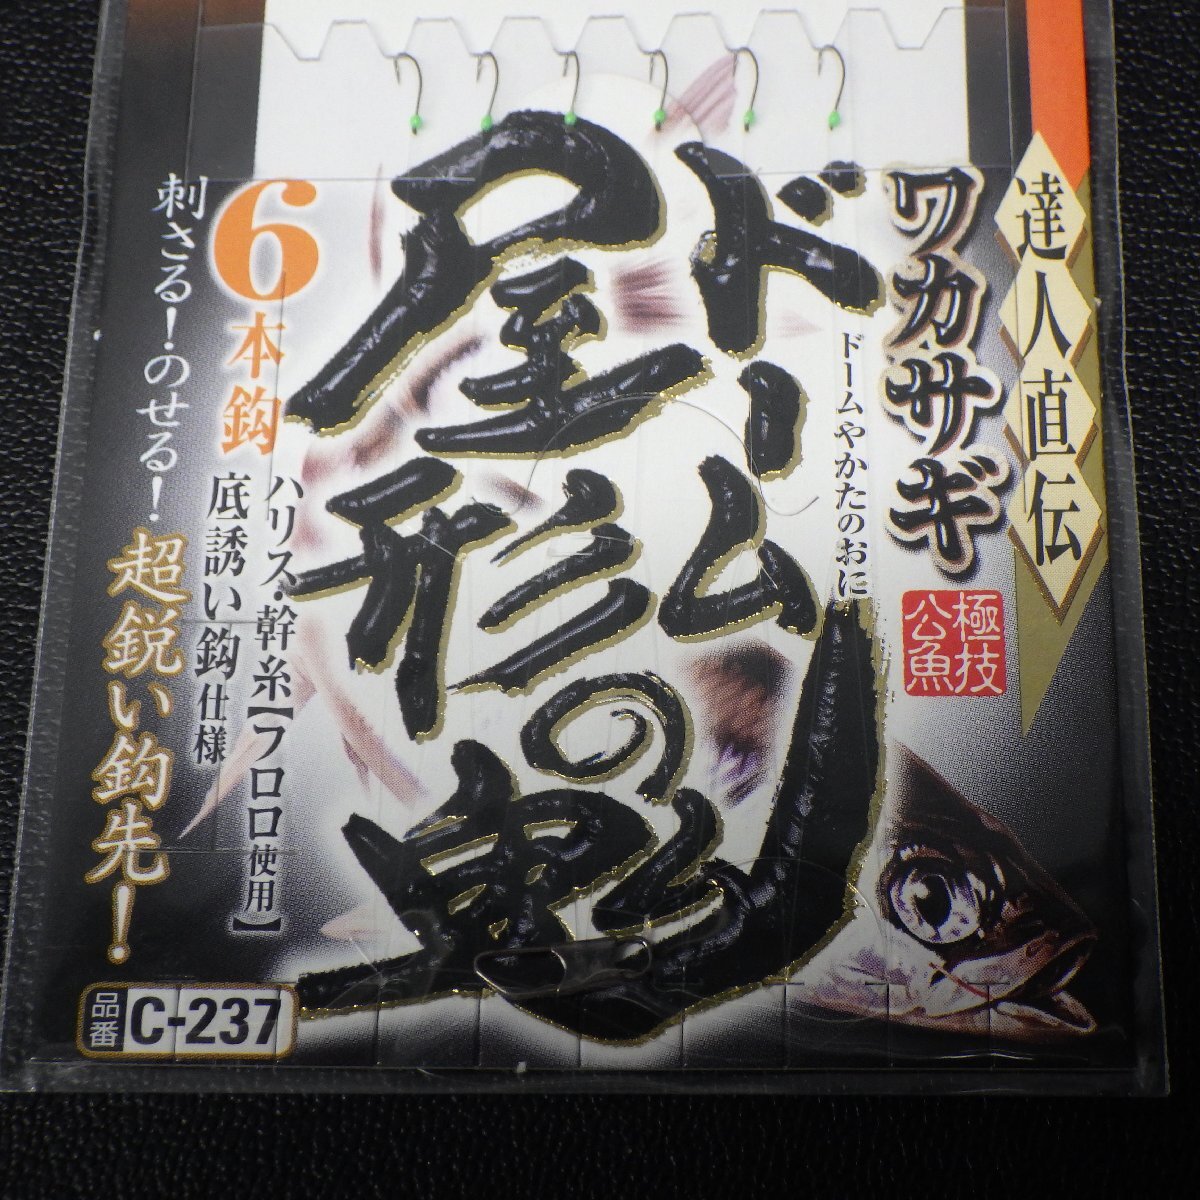 達人直伝
ワカサギ
極技
公魚
ドームやかたのおに
ドーム
屋形の鬼
6本鈎
ハリス・幹糸【フロロ使用】
底誘い鈎仕様
刺さる！のせる！超鋭い鈎先！
品番 C-237